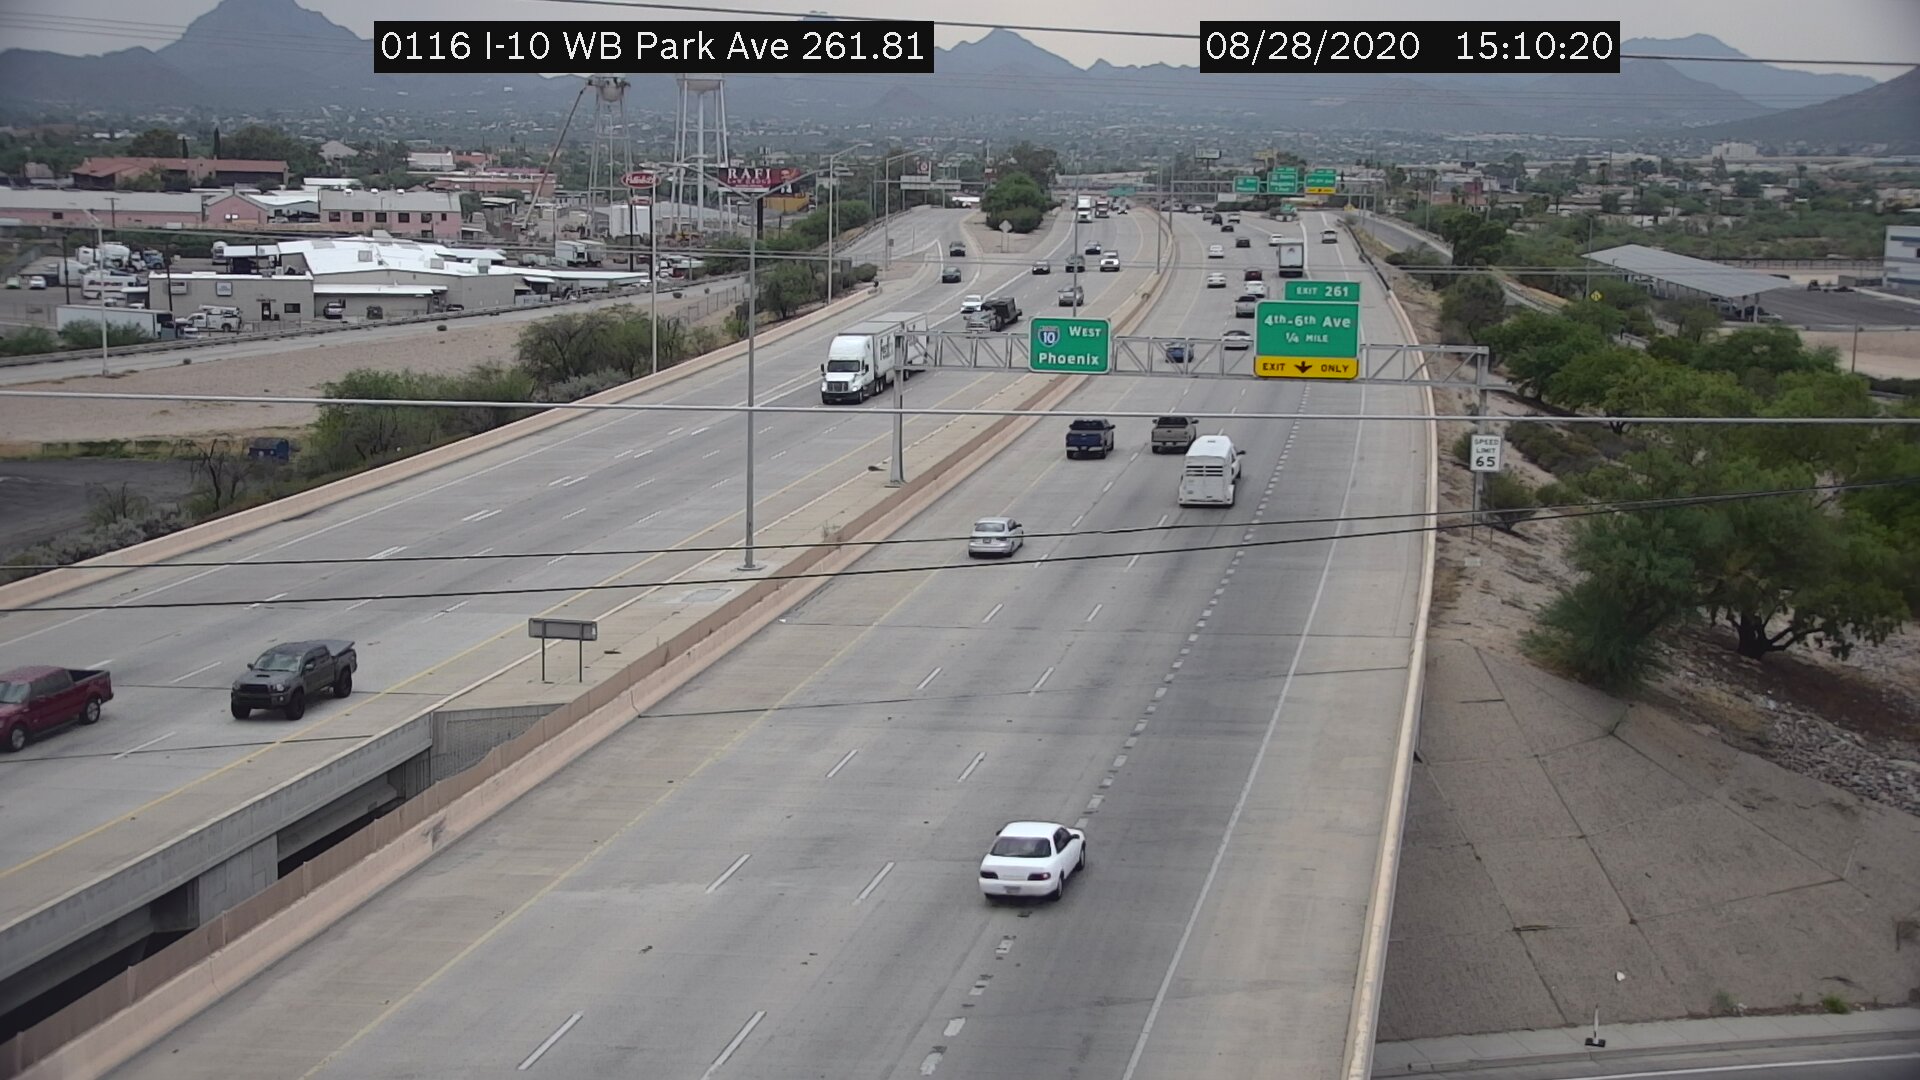 0116 I-10 WB Park Ave 261.81
08/28/2020 15:10:20
RAFI
EXIT 261
4th-6th Ave
1/4 MILE
EXIT ONLY
10 WEST
Phoenix
SPEED
LIMIT
65